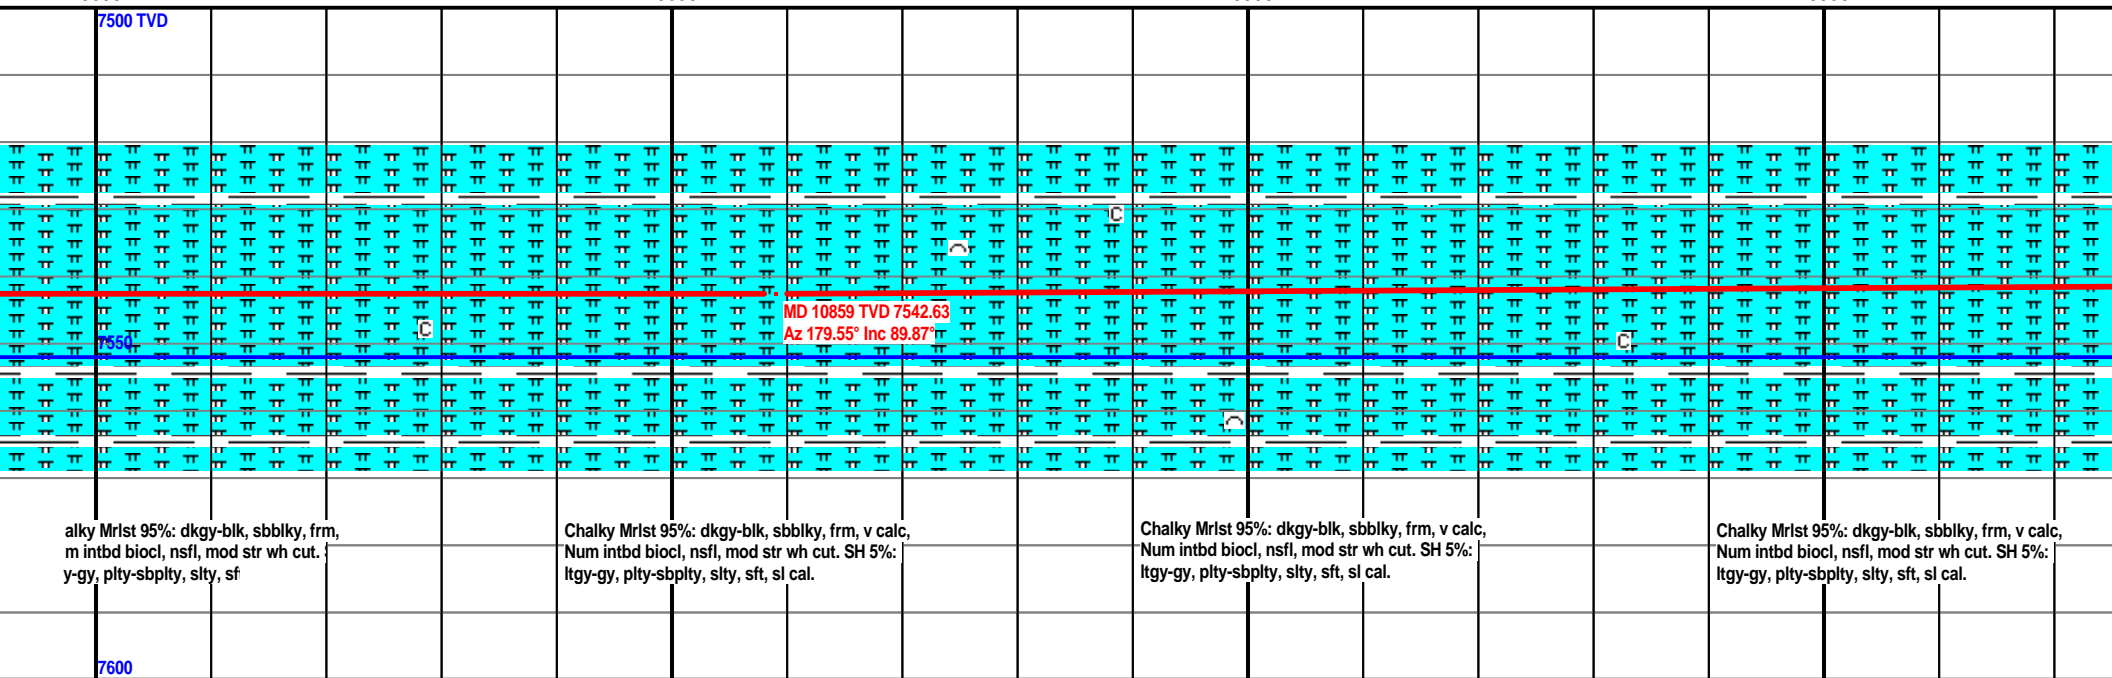 7500 TVD
C
MD 10859 TVD 7542.63
Az 179.55° Inc 89.87°
C
7550
C
alky Mrlst 95%: dkgy-blk, sbblky, frm,
m intbd biocl, nsfl, mod str wh cut.
y-gy, plty-sbplty, slty, sf
Chalky Mrlst 95%: dkgy-blk, sbblky, frm, v calc,
Num intbd biocl, nsfl, mod str wh cut. SH 5%:
ltgy-gy, plty-sbplty, slty, sft, sl cal.
Chalky Mrlst 95%: dkgy-blk, sbblky, frm, v calc,
Num intbd biocl, nsfl, mod str wh cut. SH 5%:
ltgy-gy, plty-sbplty, slty, sft, sl cal.
Chalky Mrlst 95%: dkgy-blk, sbblky, frm, v calc,
Num intbd biocl, nsfl, mod str wh cut. SH 5%:
ltgy-gy, plty-sbplty, slty, sft, sl cal.
7600